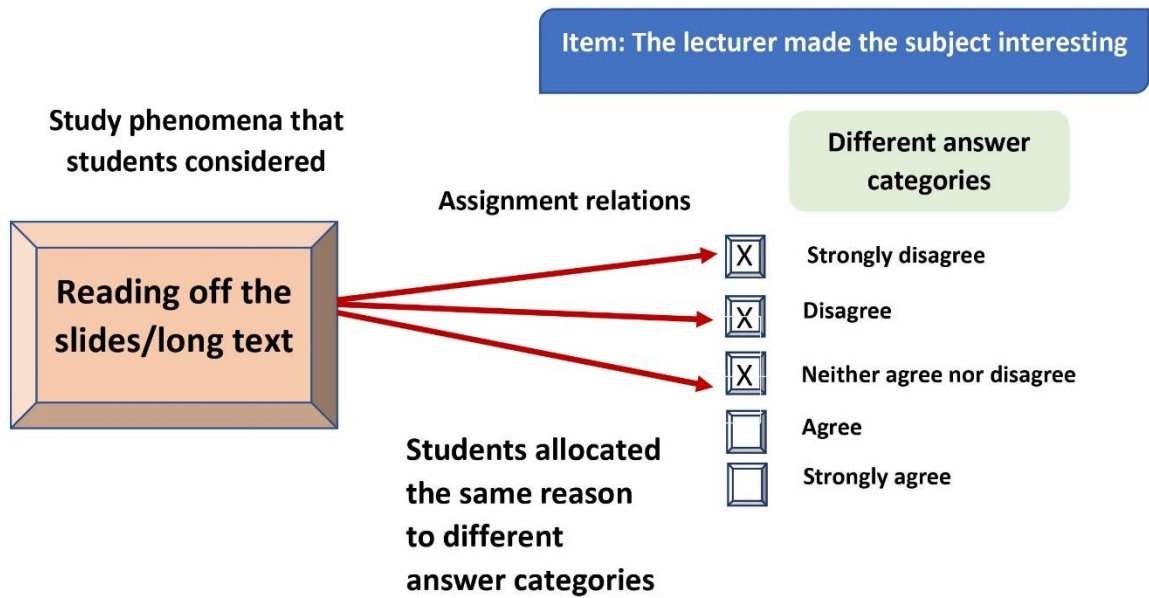 Item: The lecturer made the subject interesting
Study phenomena that
students considered
Different answer
categories
Assignment relations
Reading off the
slides/long text
X
Strongly disagree
X
Disagree
X
Neither agree nor disagree
Agree
Strongly agree
Students allocated
the same reason
to different
answer categories